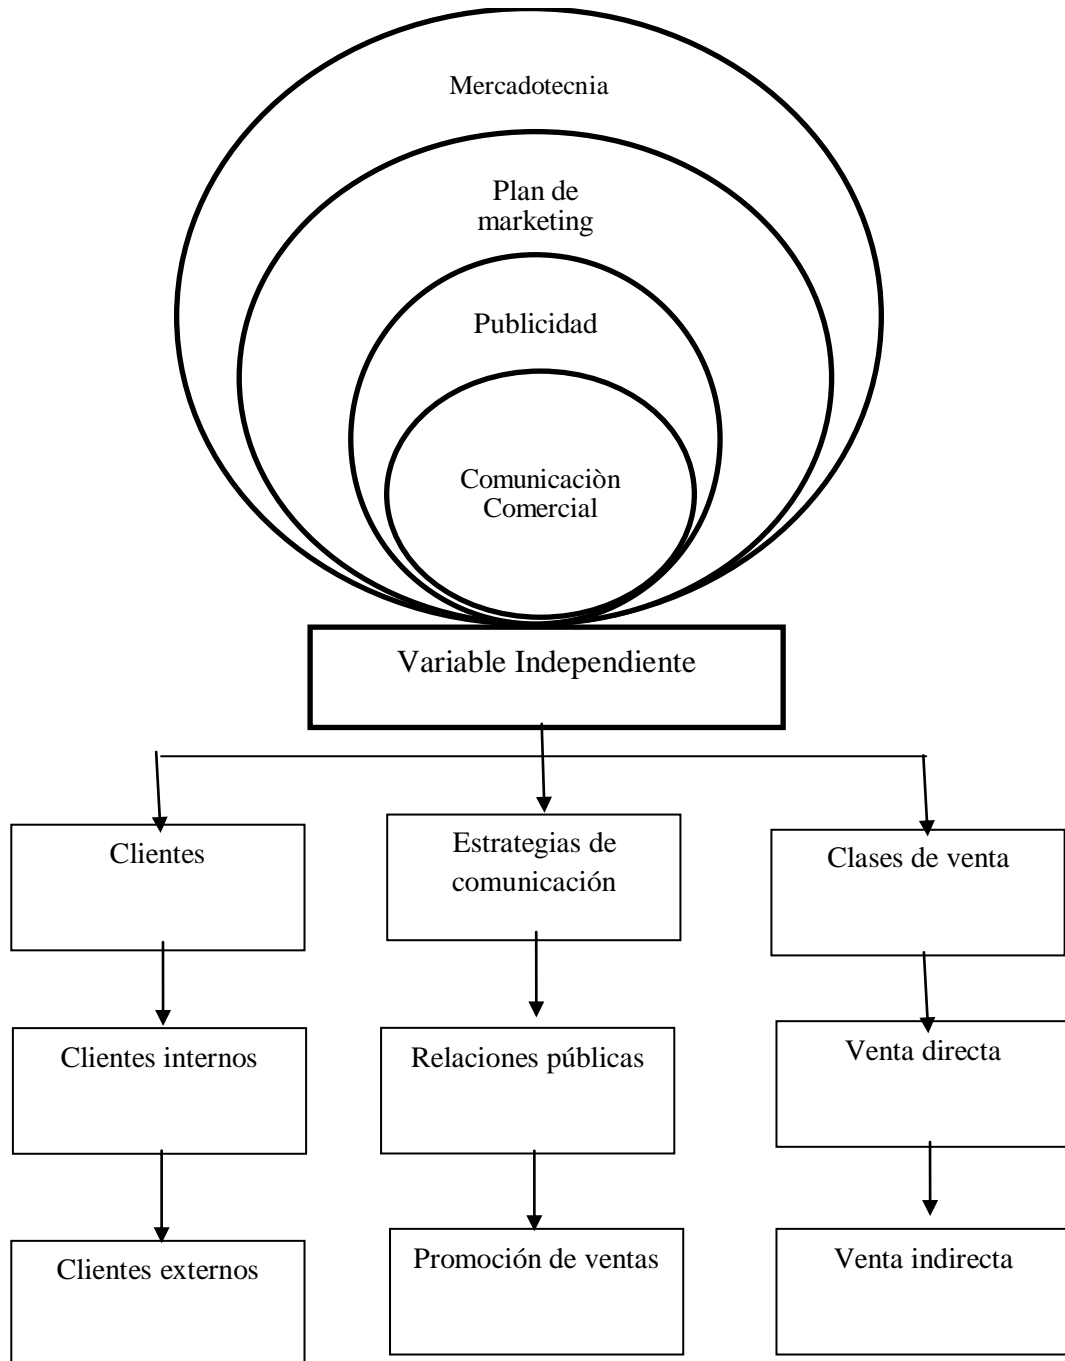 Mercadotecnia
Plan de
marketing
Publicidad
Comunicaciòn
Comercial
Variable Independiente
Clientes
Estrategias de
comunicación
Clases de venta
Clientes internos
Relaciones públicas
Venta directa
Clientes externos
Promoción de ventas
Venta indirecta